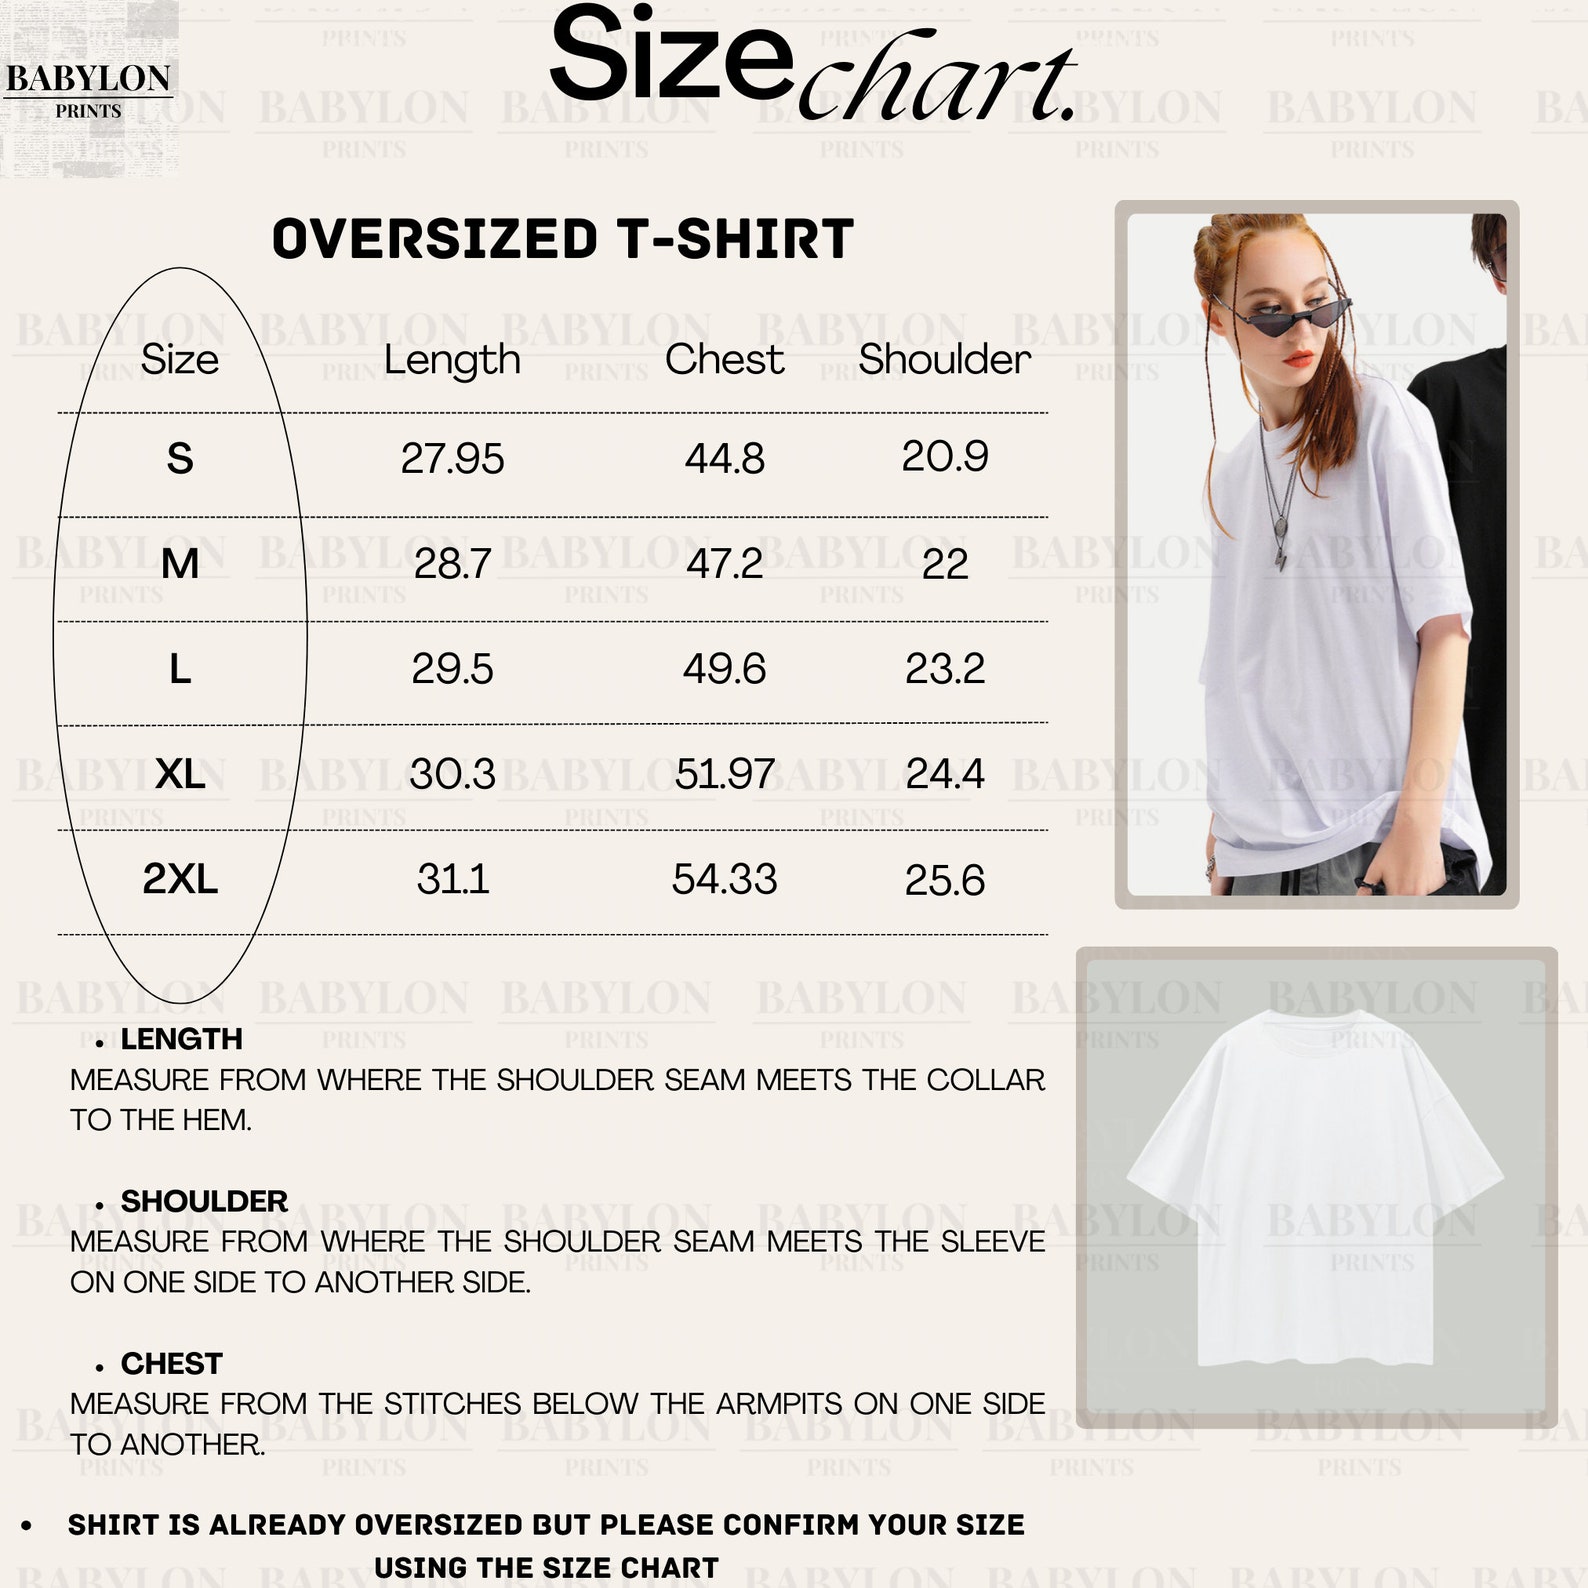 BABYLON
PRINTS
Size chart.
OVERSIZED T-SHIRT
Size Length Chest Shoulder
S 27.95 44.8 20.9
M 28.7 47.2 22
L 29.5 49.6 23.2
XL 30.3 51.97 24.4
2XL 31.1 54.33 25.6
• LENGTH
MEASURE FROM WHERE THE SHOULDER SEAM MEETS THE COLLAR
TO THE HEM.
• SHOULDER
MEASURE FROM WHERE THE SHOULDER SEAM MEETS THE SLEEVE
ON ONE SIDE TO ANOTHER SIDE.
• CHEST
MEASURE FROM THE STITCHES BELOW THE ARMPITS ON ONE SIDE
TO ANOTHER.
• SHIRT IS ALREADY OVERSIZED BUT PLEASE CONFIRM YOUR SIZE
USING THE SIZE CHART